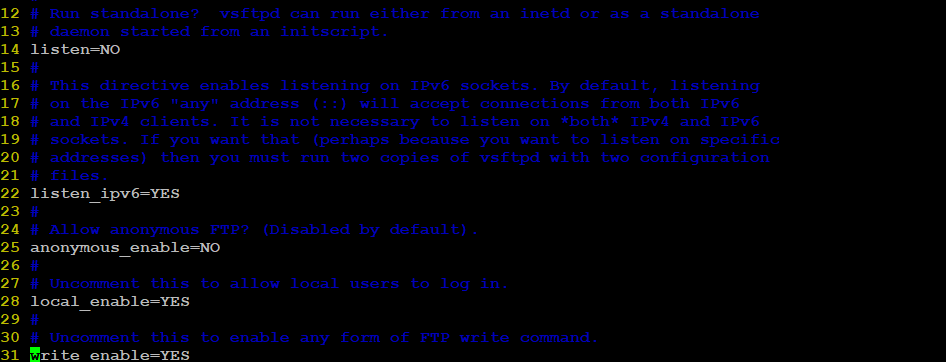 12 # Run standalone?  vsftpd can run either from an inetd or as a standalone
13 # daemon started from an initscript.
14 listen=NO
15 #
16 # This directive enables listening on IPv6 sockets. By default, listening
17 # on the IPv6 "any" address (::) will accept connections from both IPv6
18 # and IPv4 clients. It is not necessary to listen on *both* IPv4 and IPv6
19 # sockets. If you want that (perhaps because you want to listen on specific
20 # addresses) then you must run two copies of vsftpd with two configuration
21 # files.
22 listen_ipv6=YES
23 #
24 # Allow anonymous FTP? (Disabled by default).
25 anonymous_enable=NO
26 #
27 # Uncomment this to allow local users to log in.
28 local_enable=YES
29 #
30 # Uncomment this to enable any form of FTP write command.
31 write_enable=YES